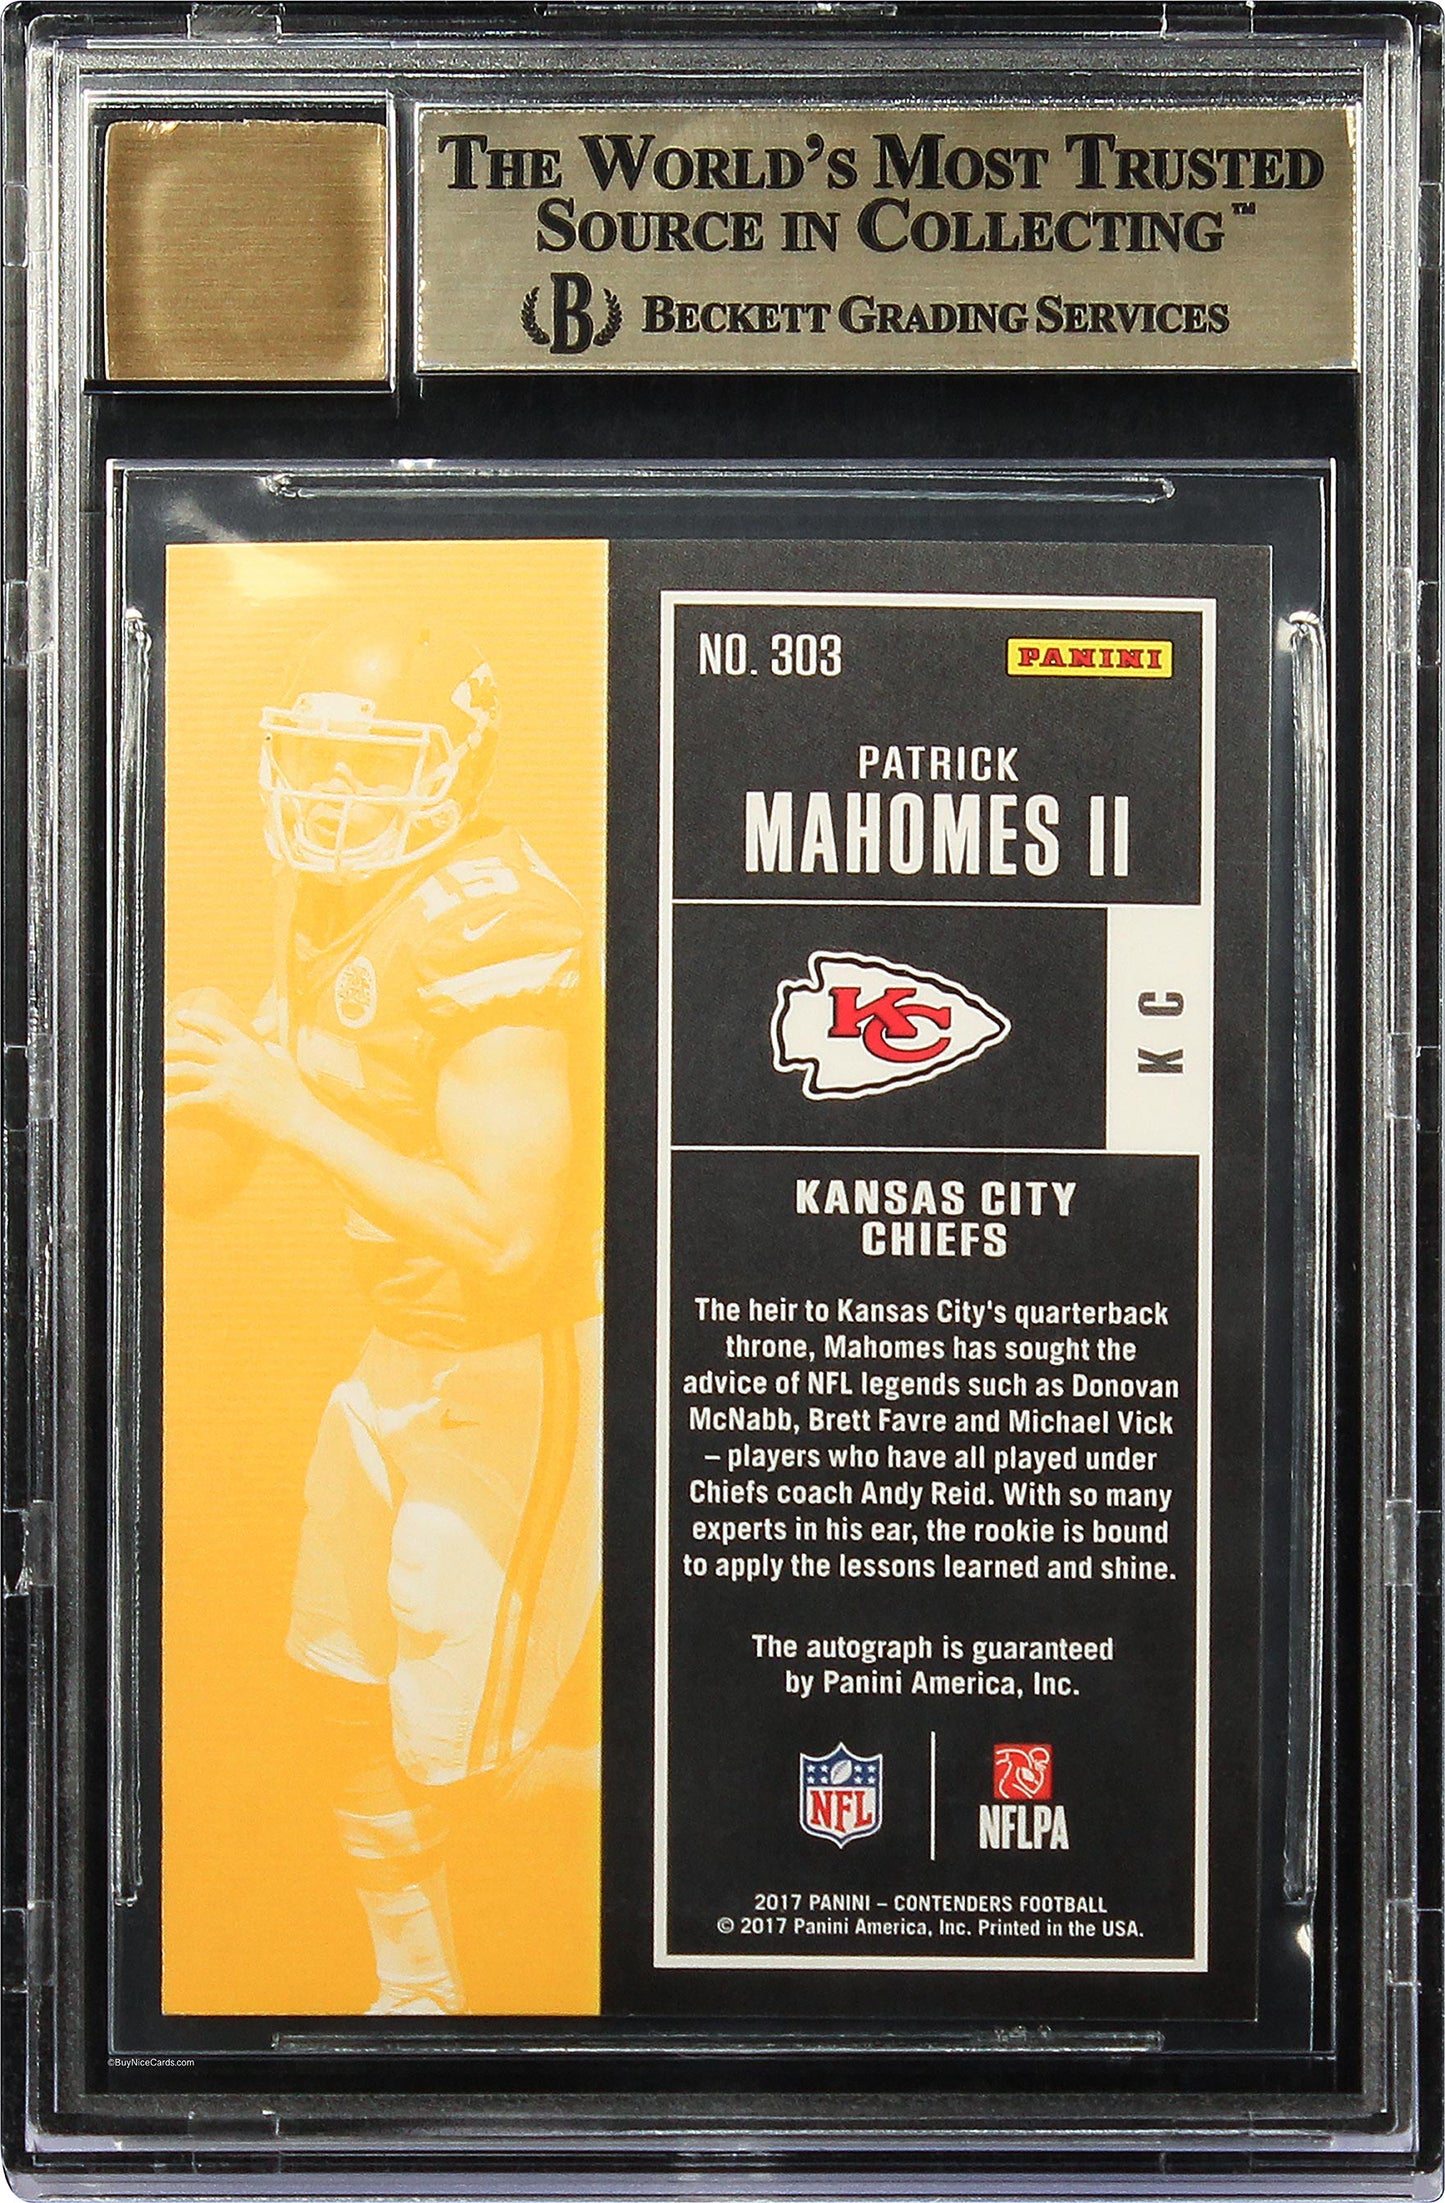 THE WORLD'S MOST TRUSTED
SOURCE IN COLLECTING™
B BECKETT GRADING SERVICES
NO. 303
PANINI
PATRICK
MAHOMES II
15
KC
KC
KANSAS CITY
CHIEFS
The heir to Kansas City's quarterback
throne, Mahomes has sought the
advice of NFL legends such as Donovan
McNabb, Brett Favre and Michael Vick
– players who have all played under
Chiefs coach Andy Reid. With so many
experts in his ear, the rookie is bound
to apply the lessons learned and shine.
The autograph is guaranteed
by Panini America, Inc.
NFL
NFLPA
2017 PANINI – CONTENDERS FOOTBALL
© 2017 Panini America, Inc. Printed in the USA.
©BuyNiceCards.com